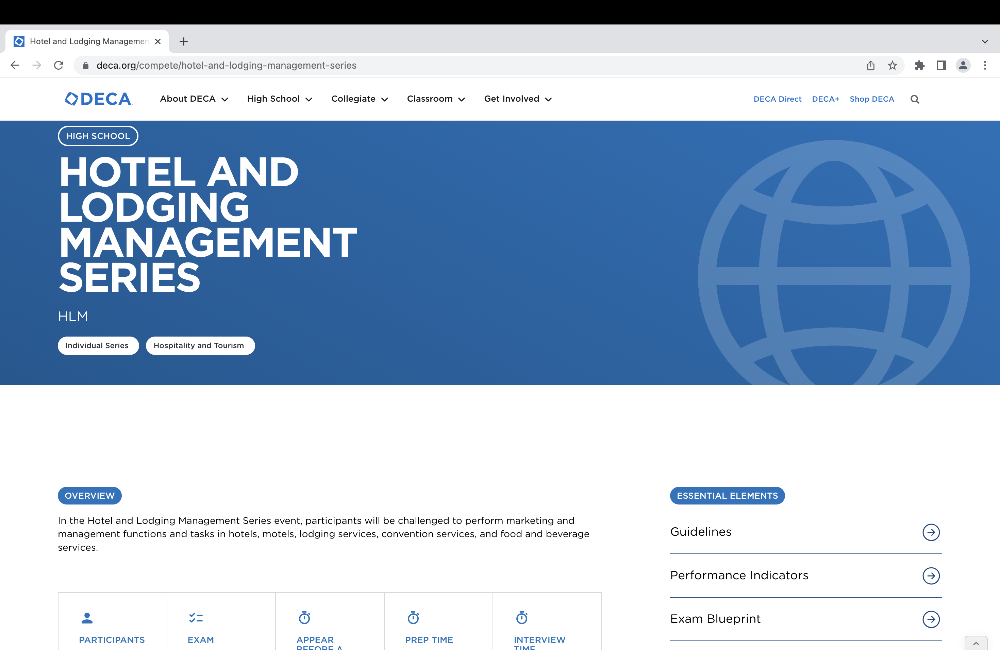 Hotel and Lodging Managemen
deca.org/compete/hotel-and-lodging-management-series
DECA
About DECA
High School
Collegiate
Classroom
Get Involved
DECA Direct
DECA+
Shop DECA
HIGH SCHOOL
HOTEL AND
LODGING
MANAGEMENT
SERIES
HLM
Individual Series
Hospitality and Tourism
OVERVIEW
In the Hotel and Lodging Management Series event, participants will be challenged to perform marketing and
management functions and tasks in hotels, motels, lodging services, convention services, and food and beverage
services.
PARTICIPANTS
EXAM
APPEAR
BEFORE A
PREP TIME
INTERVIEW
TIME
ESSENTIAL ELEMENTS
Guidelines
Performance Indicators
Exam Blueprint